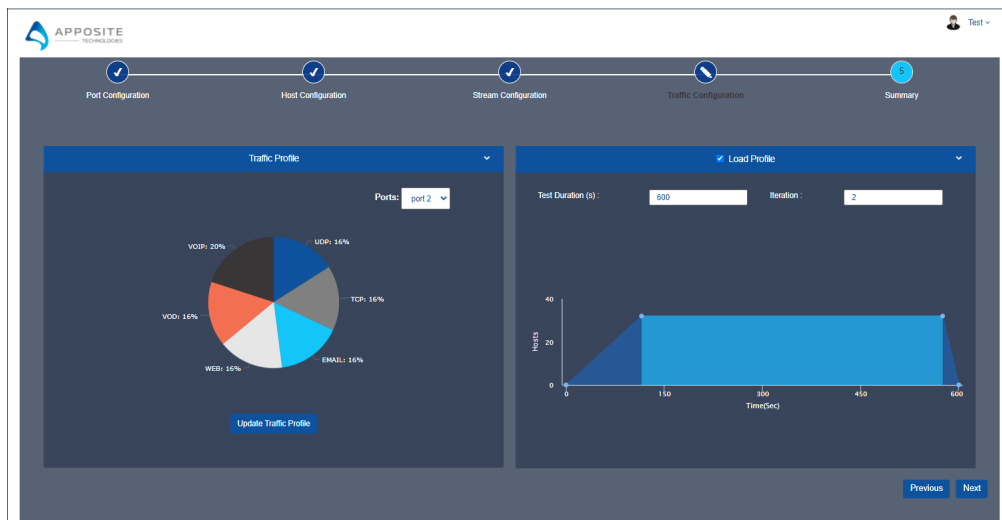 APPOSITE
TECHNOLOGIES
Test
5
Port Configuration
Host Configuration
Stream Configuration
Traffic Configuration
Summary
Traffic Profile
Ports: port 2
VOIP: 20%
UDP: 16%
TCP: 16%
VOD: 16%
EMAIL: 16%
WEB: 16%
Update Traffic Profile
Load Profile
Test Duration (s) : 600 Iteration : 2
40
20
0
Hosts
0 150 300 450 600
Time(Sec)
Previous Next